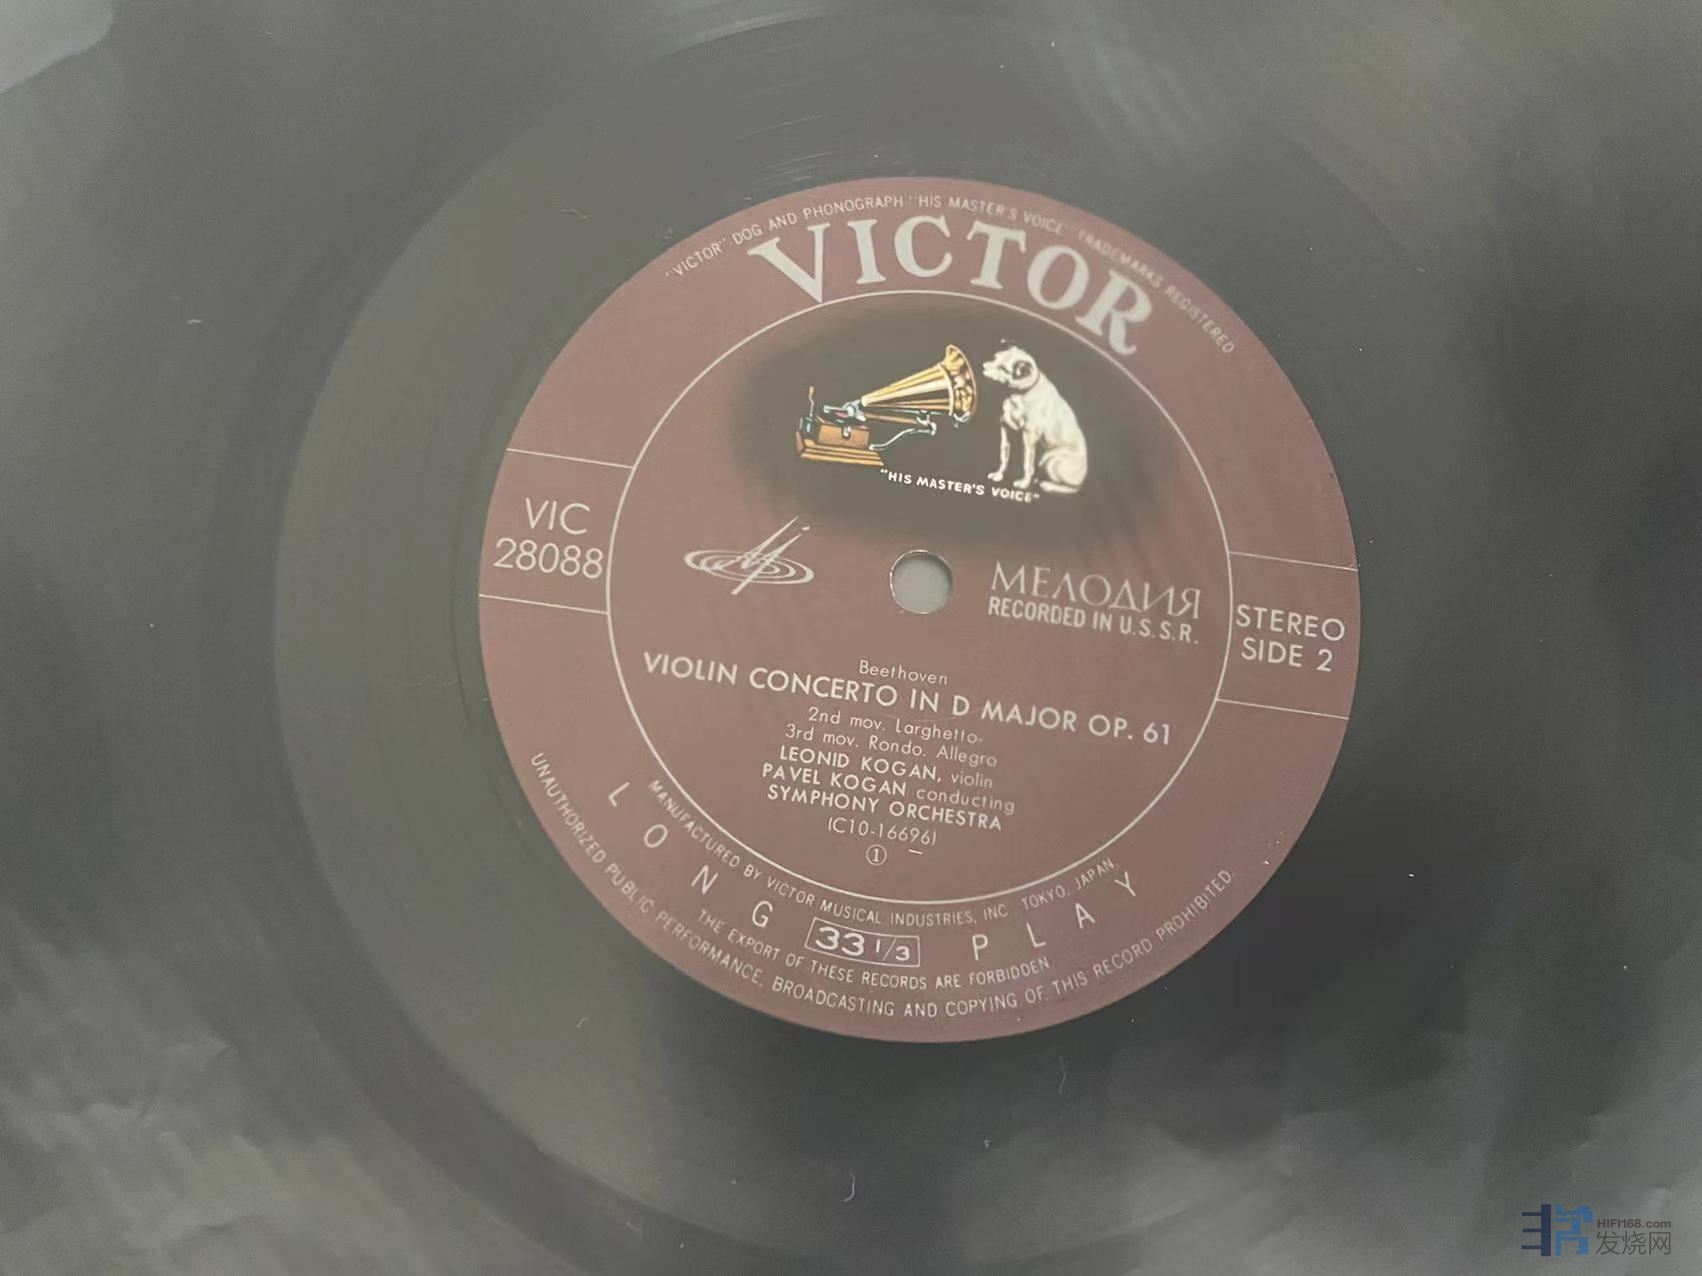 "VICTOR" DOG AND PHONOGRAPH "HIS MASTER'S VOICE" TRADEMARKS REGISTERED
VICTOR
"HIS MASTER'S VOICE"
VIC
28088
МЕЛОДИЯ
RECORDED IN U.S.S.R.
STEREO
SIDE 2
Beethoven
VIOLIN CONCERTO IN D MAJOR OP. 61
2nd mov. Larghetto-
3rd mov. Rondo. Allegro
LEONID KOGAN, violin
PAVEL KOGAN conducting
SYMPHONY ORCHESTRA
(C10-16696)
①
MANUFACTURED BY VICTOR MUSICAL INDUSTRIES, INC. TOKYO, JAPAN.
LONG 33 1/3 PLAY
THE EXPORT OF THESE RECORDS ARE FORBIDDEN
UNAUTHORIZED PUBLIC PERFORMANCE, BROADCASTING AND COPYING OF THIS RECORD PROHIBITED.
HIFI168.com
发烧网